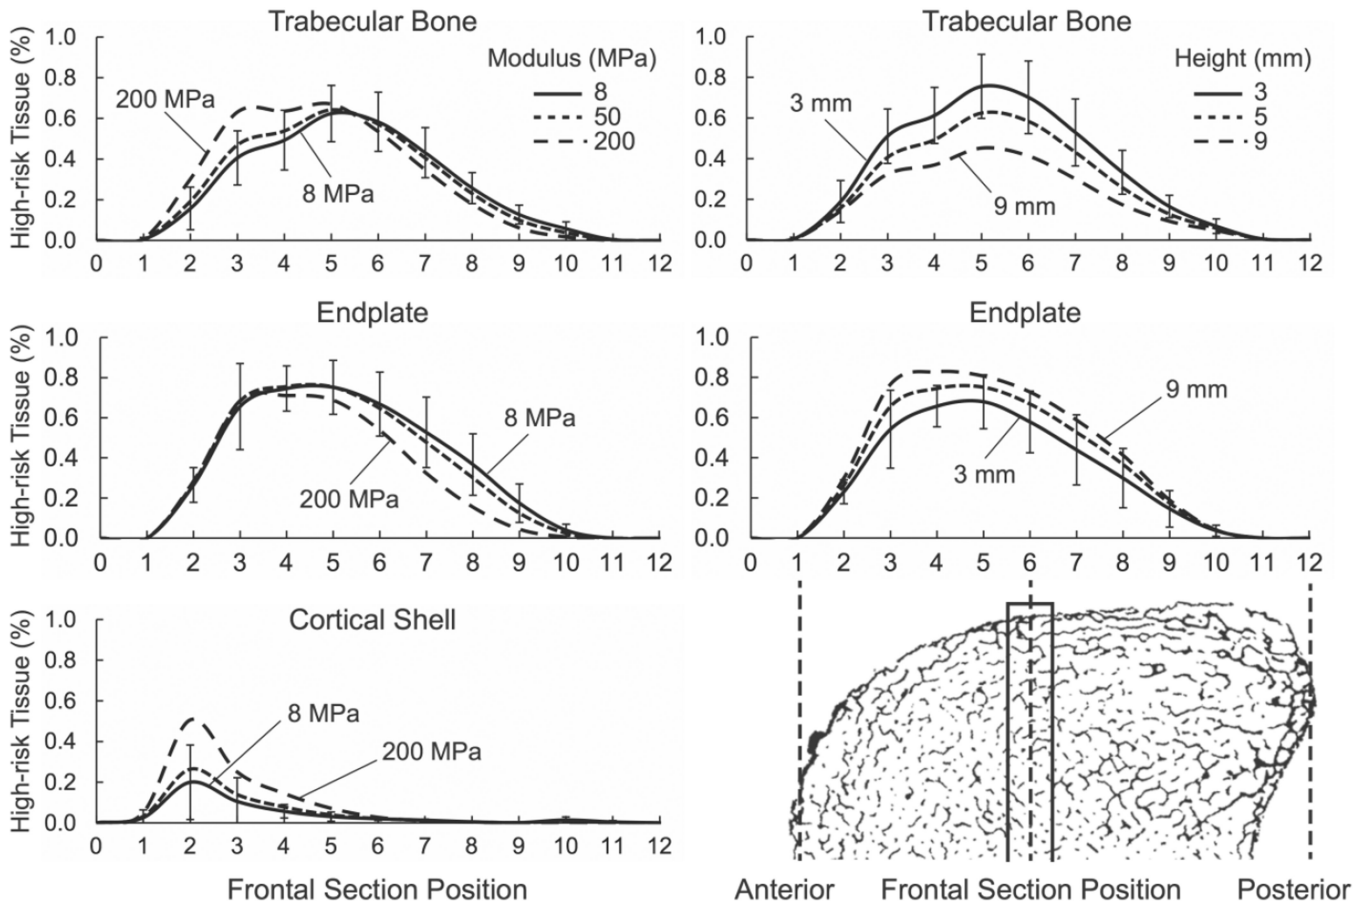 Trabecular Bone
High-risk Tissue (%)
1.0
0.8
0.6
0.4
0.2
0.0
200 MPa
8 MPa
Modulus (MPa)
8
50
200
0 1 2 3 4 5 6 7 8 9 10 11 12
Trabecular Bone
1.0
0.8
0.6
0.4
0.2
0.0
3 mm
9 mm
Height (mm)
3
5
9
0 1 2 3 4 5 6 7 8 9 10 11 12
Endplate
High-risk Tissue (%)
1.0
0.8
0.6
0.4
0.2
0.0
8 MPa
200 MPa
0 1 2 3 4 5 6 7 8 9 10 11 12
Endplate
1.0
0.8
0.6
0.4
0.2
0.0
9 mm
3 mm
0 1 2 3 4 5 6 7 8 9 10 11 12
Cortical Shell
High-risk Tissue (%)
1.0
0.8
0.6
0.4
0.2
0.0
8 MPa
200 MPa
0 1 2 3 4 5 6 7 8 9 10 11 12
Frontal Section Position
Anterior Frontal Section Position Posterior